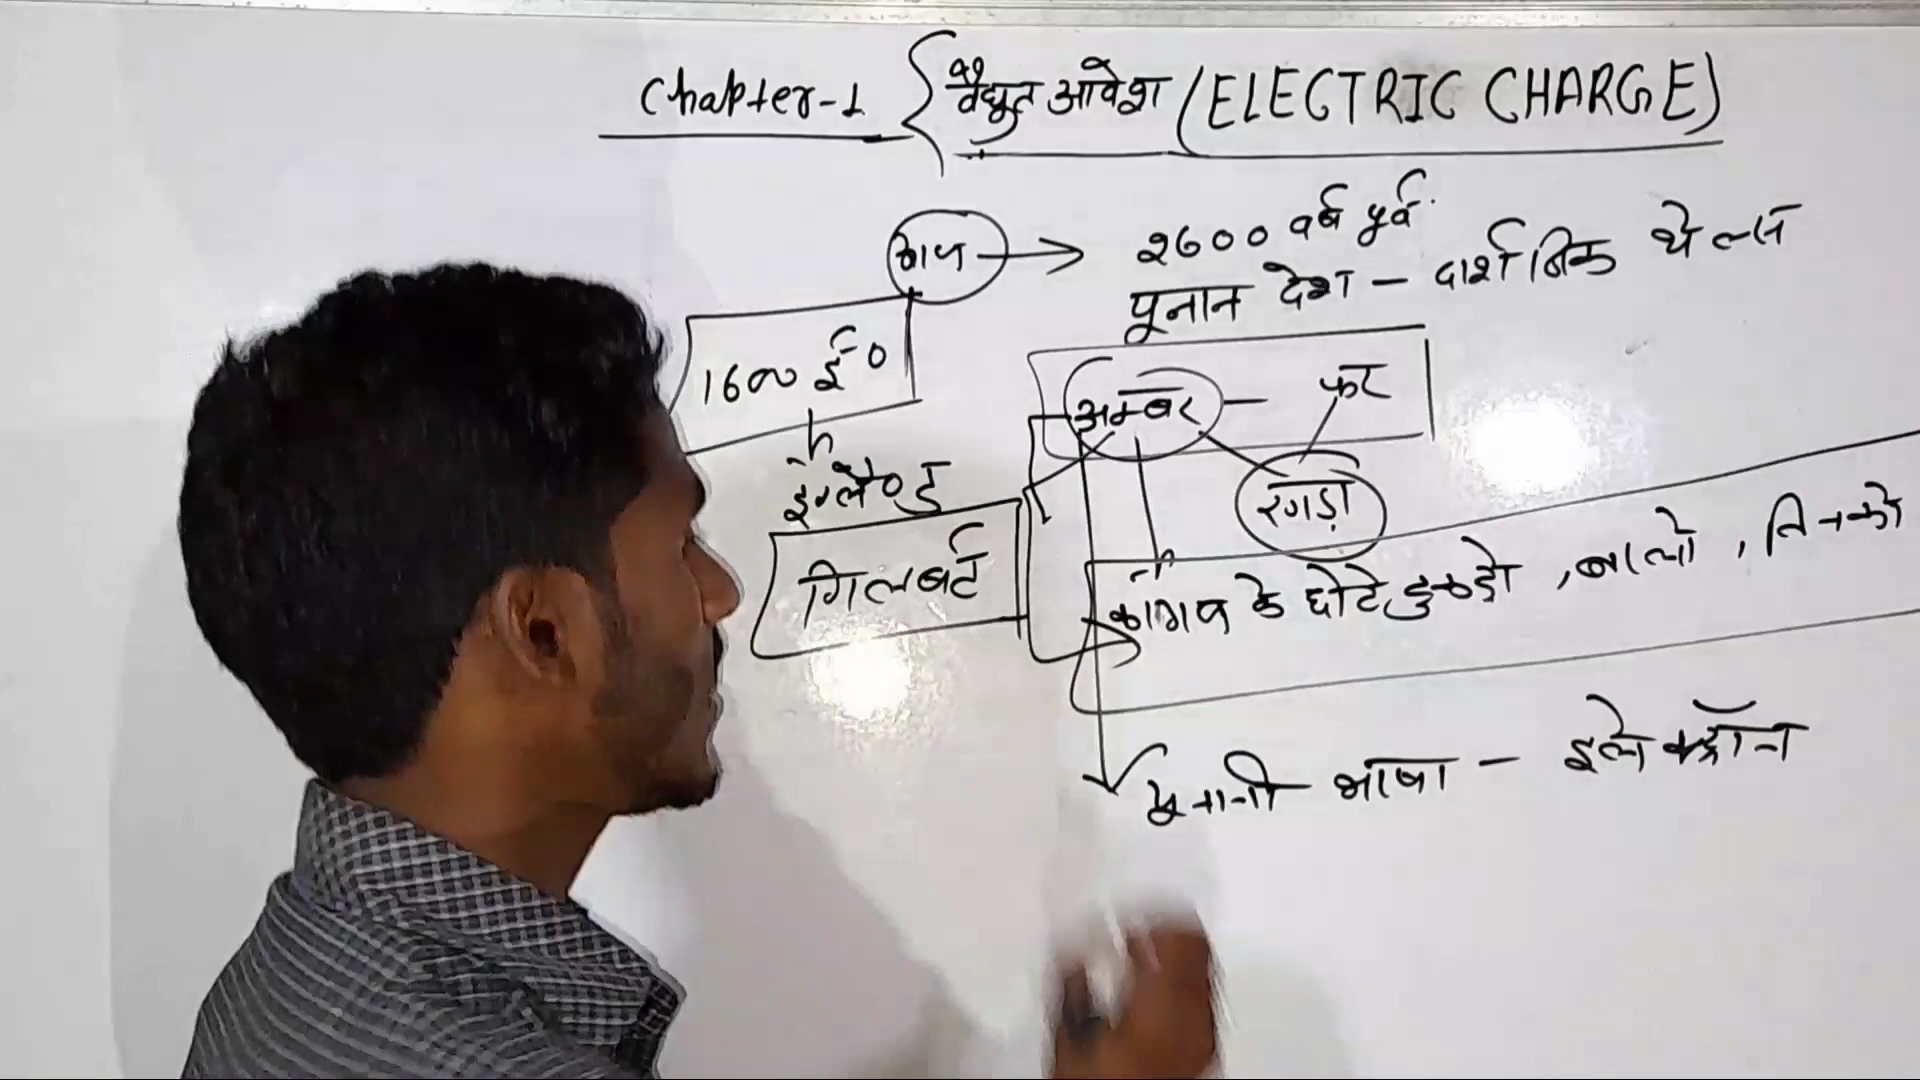 Chapter-1 { वैद्युत आवेश (ELECTRIC CHARGE)
आज → 2600 वर्ष पूर्व
यूनान देश - दार्शनिक थेल्स
1600 ई०
अम्बर - फर
इंग्लैण्ड
रगड़ा
गिलबर्ट
कागज के छोटे टुकड़ो , बालो , तिनको
यूनानी भाषा - इलेक्ट्रॉन